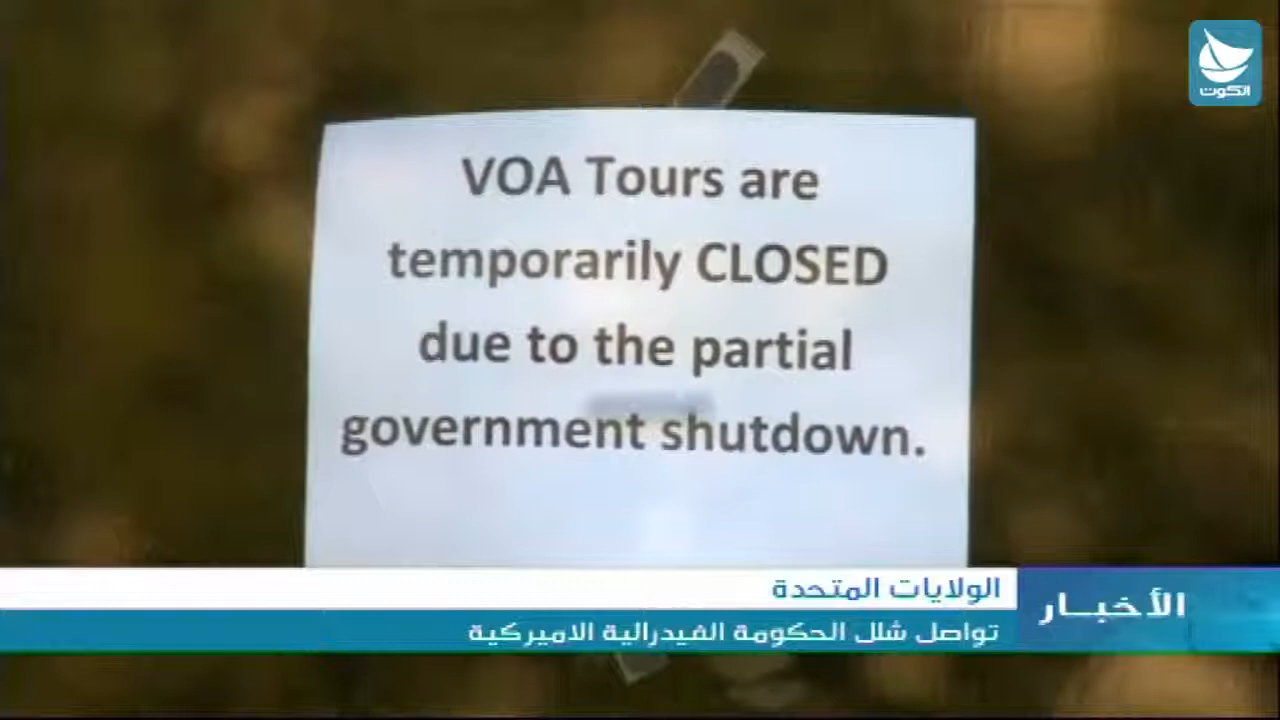 الكوت
VOA Tours are
temporarily CLOSED
due to the partial
government shutdown.
الولايات المتحدة
الأخبـار
تواصل شلل الحكومة الفيدرالية الاميركية